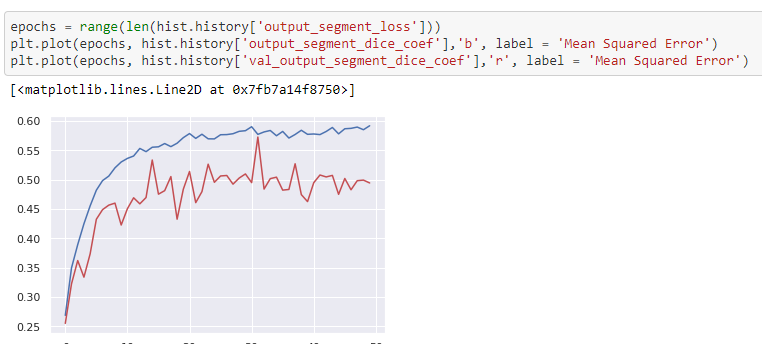 epochs = range(len(hist.history['output_segment_loss']))
plt.plot(epochs, hist.history['output_segment_dice_coef'],'b', label = 'Mean Squared Error')
plt.plot(epochs, hist.history['val_output_segment_dice_coef'],'r', label = 'Mean Squared Error')
[<matplotlib.lines.Line2D at 0x7fb7a14f8750>]
0.60
0.55
0.50
0.45
0.40
0.35
0.30
0.25